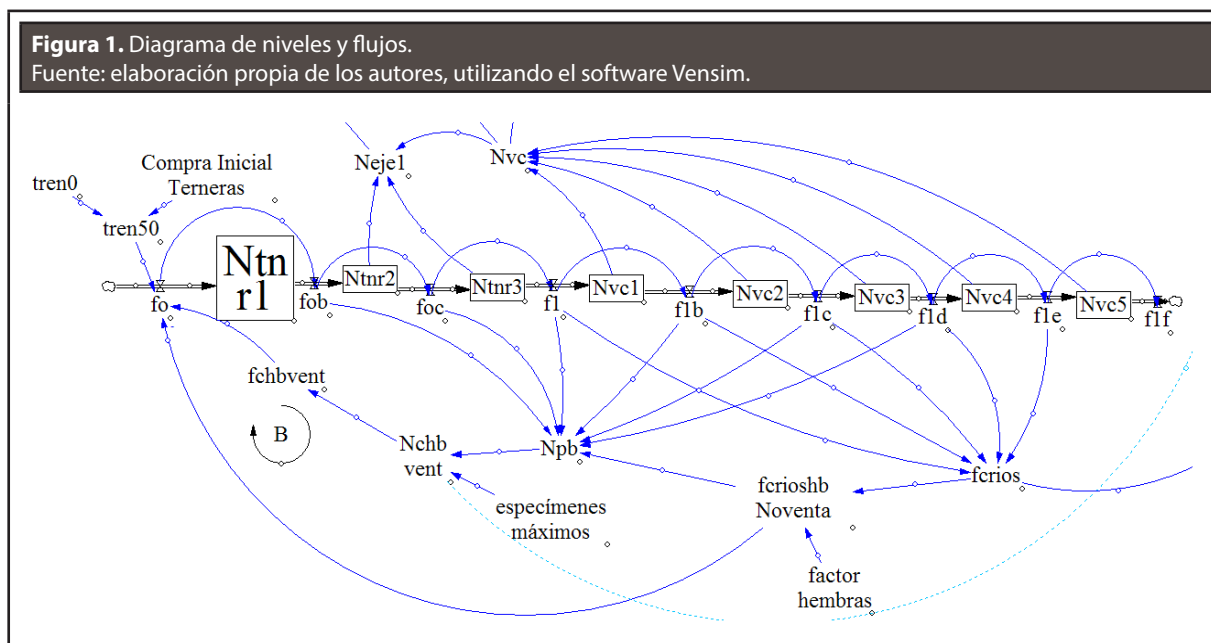 Figura 1. Diagrama de niveles y flujos.
Fuente: elaboración propia de los autores, utilizando el software Vensim.
Compra Inicial
Terneras
Neje1
Nvc
tren0
tren50
Ntn
r1
Ntnr2
Ntnr3
Nvc1
Nvc2
Nvc3
Nvc4
Nvc5
fo
fob
foc
f1
f1b
f1c
f1d
f1e
f1f
fchbvent
B
Nchb
vent
Npb
fcrios
especímenes
máximos
fcrioshb
Noventa
factor
hembras